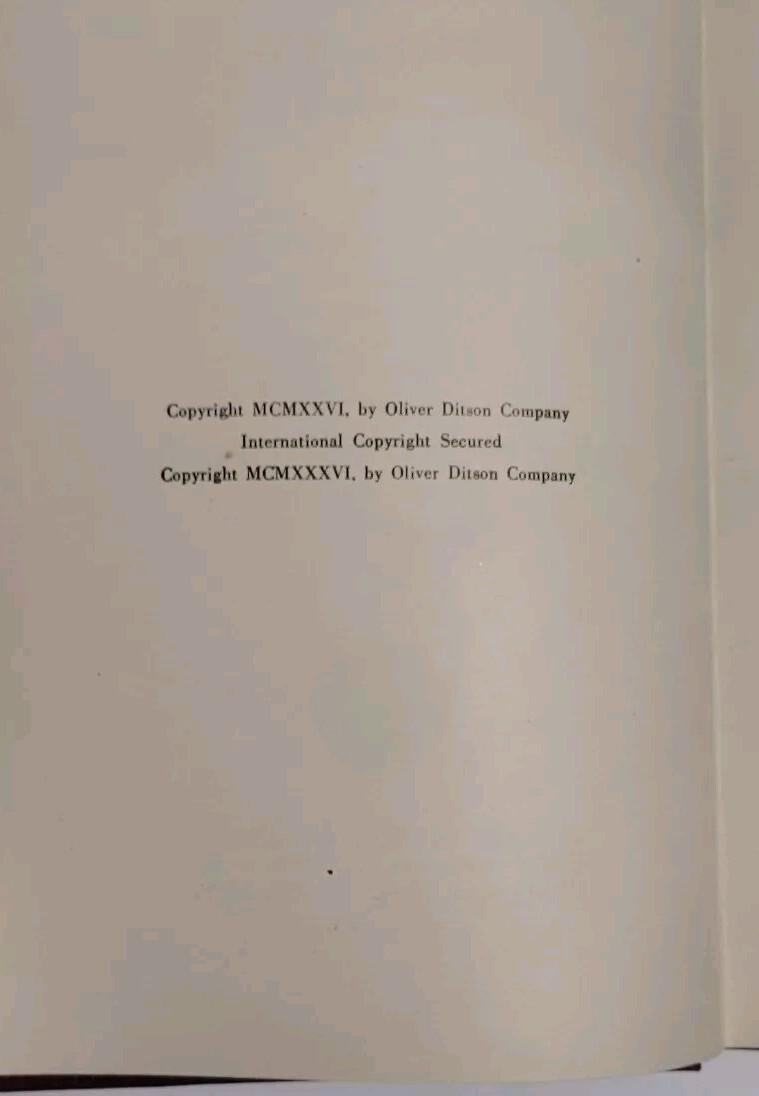 Copyright MCMXXVI, by Oliver Ditson Company
International Copyright Secured
Copyright MCMXXXVI, by Oliver Ditson Company